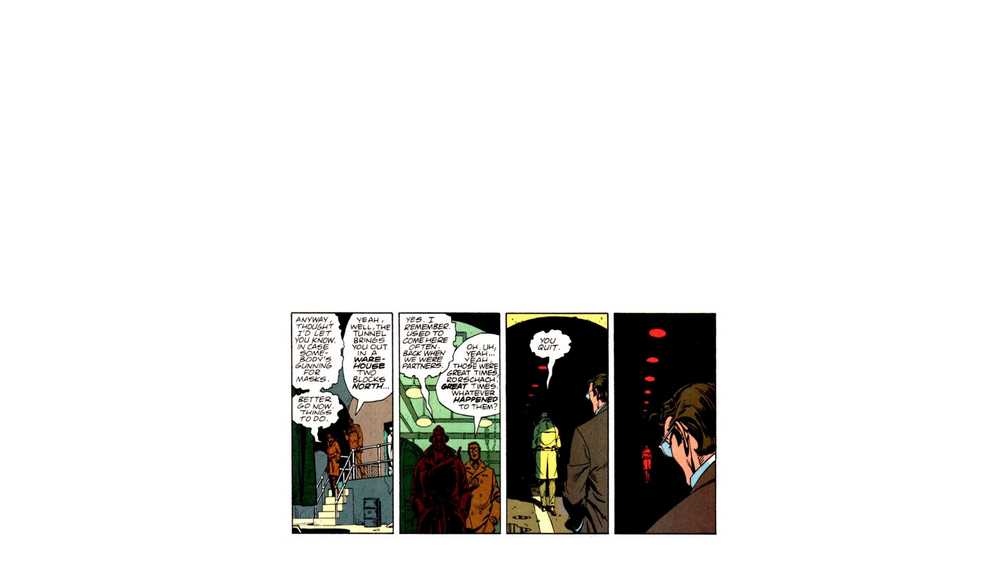 ANYWAY,
THOUGHT
I'D LET
YOU KNOW.
IN CASE
SOME-
BODY'S
GUNNING
FOR
MASKS.
BETTER
GO NOW.
THINGS
TO DO.
YEAH,
WELL, THE
TUNNEL
BRINGS
YOU OUT
IN A
WARE-
HOUSE
TWO
BLOCKS
NORTH...
YES. I
REMEMBER.
USED TO
COME HERE
OFTEN.
BACK WHEN
WE WERE
PARTNERS.
OH. UH,
YEAH...
YEAH,
THOSE WERE
GREAT TIMES,
RORSCHACH.
GREAT TIMES.
WHATEVER
HAPPENED
TO THEM?
YOU
QUIT.